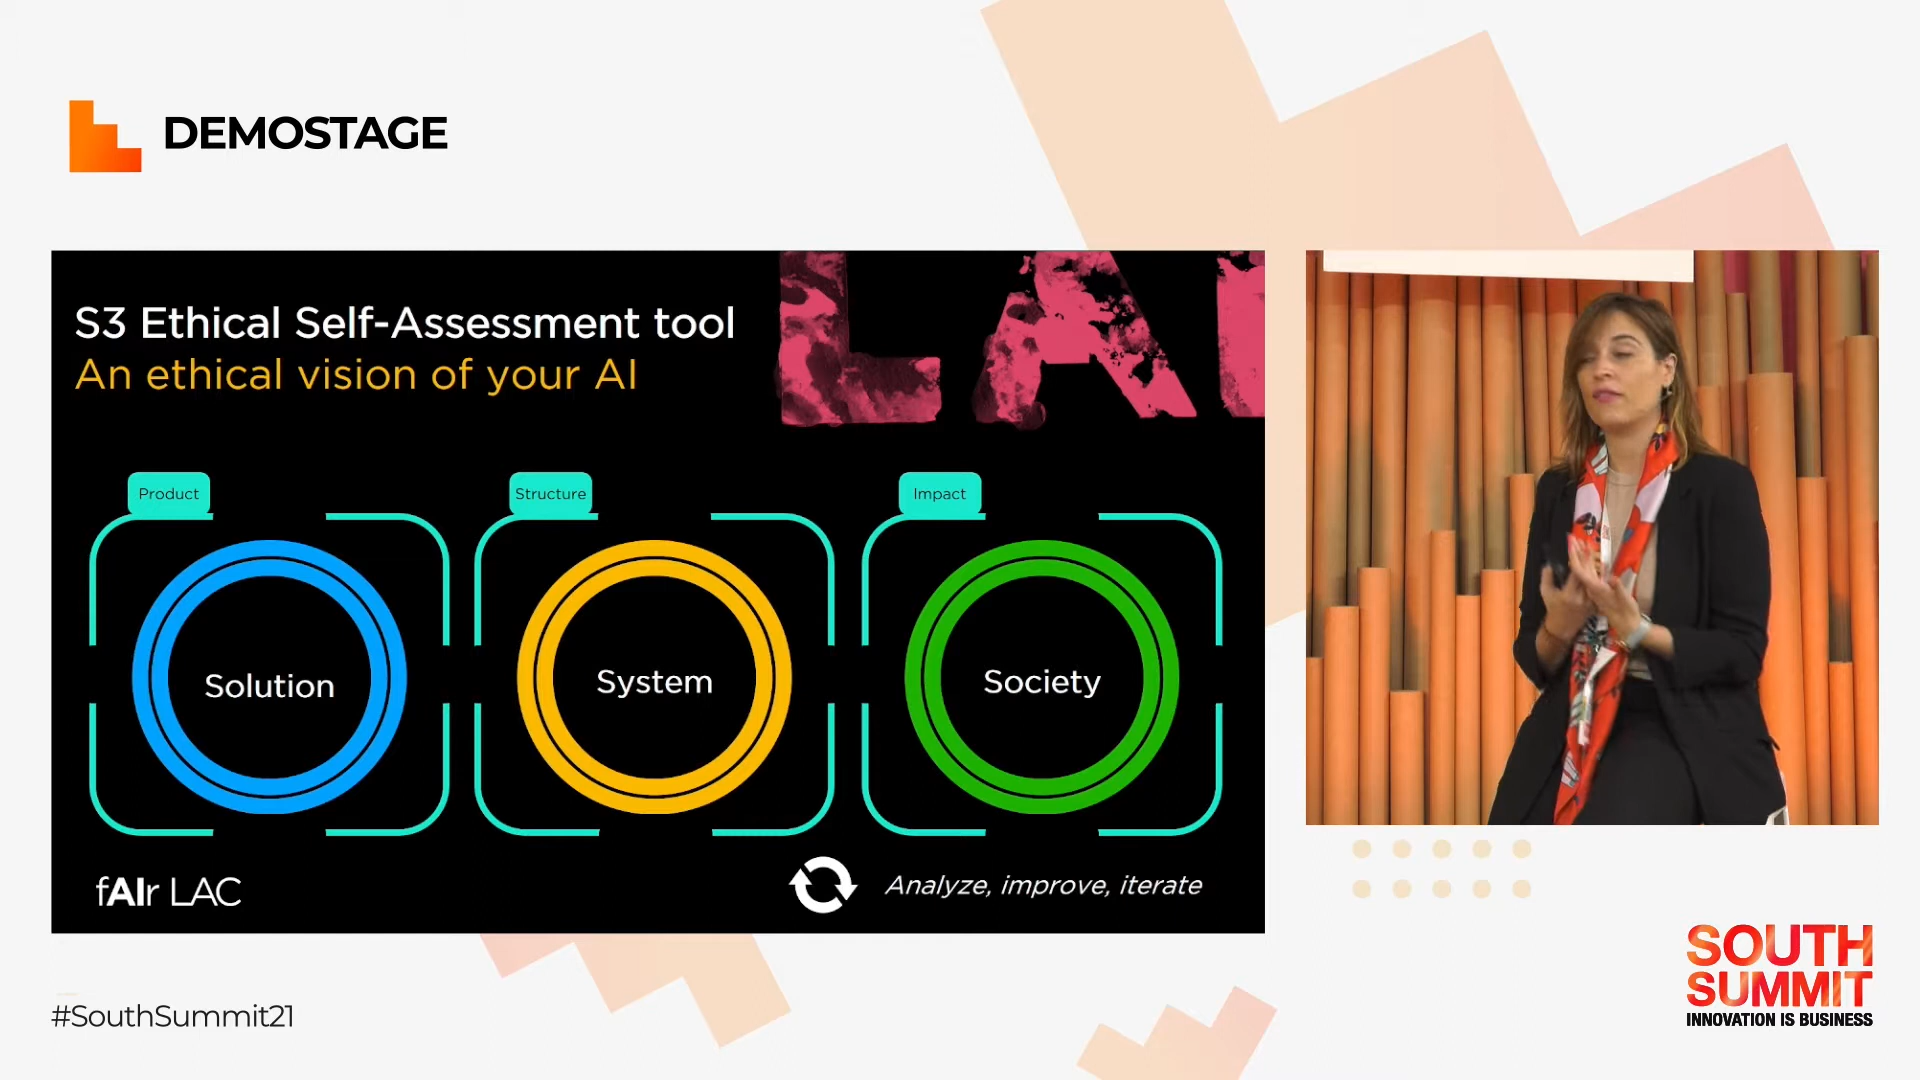 DEMOSTAGE
S3 Ethical Self-Assessment tool
An ethical vision of your AI
LA
Product
Structure
Impact
Solution
System
Society
fAIr LAC
Analyze, improve, iterate
#SouthSummit21
SOUTH
SUMMIT
INNOVATION IS BUSINESS